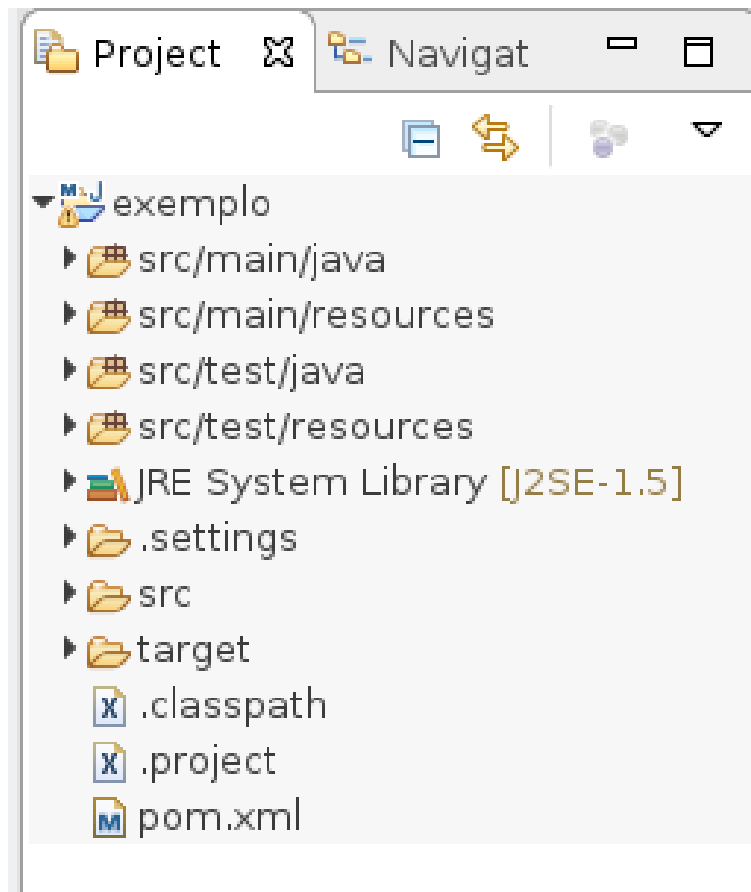 Project Navigat
exemplo
src/main/java
src/main/resources
src/test/java
src/test/resources
JRE System Library [J2SE-1.5]
.settings
src
target
.classpath
.project
pom.xml